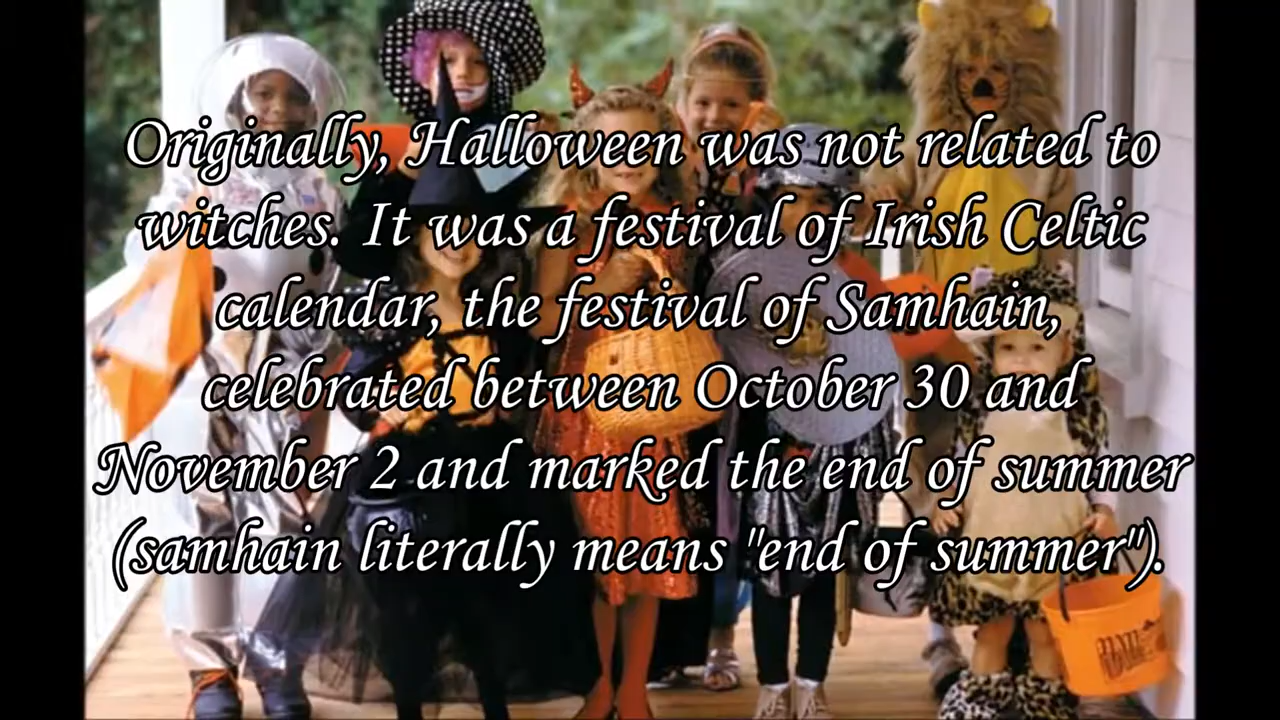 Originally, Halloween was not related to
witches. It was a festival of Irish Celtic
calendar, the festival of Samhain,
celebrated between October 30 and
November 2 and marked the end of summer
(samhain literally means "end of summer").